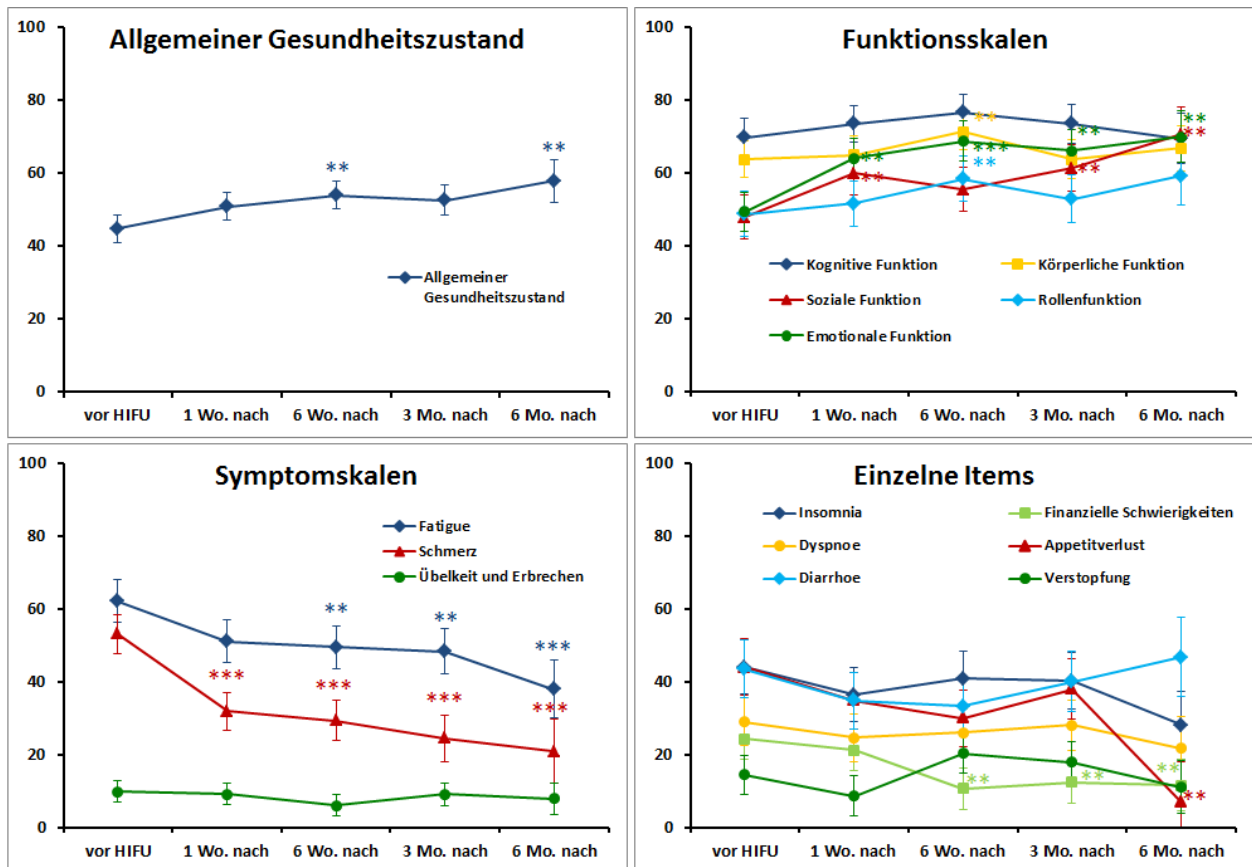 Allgemeiner Gesundheitszustand
100
80
60
40
20
0
**
**
Allgemeiner
Gesundheitszustand
vor HIFU 1 Wo. nach 6 Wo. nach 3 Mo. nach 6 Mo. nach
Funktionsskalen
100
80
60
40
20
0
**
**
**
***
**
**
**
**
**
Kognitive Funktion Körperliche Funktion
Soziale Funktion Rollenfunktion
Emotionale Funktion
vor HIFU 1 Wo. nach 6 Wo. nach 3 Mo. nach 6 Mo. nach
Symptomskalen
100
80
60
40
20
0
Fatigue
Schmerz
Übelkeit und Erbrechen
** ** ***
*** *** *** ***
vor HIFU 1 Wo. nach 6 Wo. nach 3 Mo. nach 6 Mo. nach
Einzelne Items
100
80
60
40
20
0
Insomnia Finanzielle Schwierigkeiten
Dyspnoe Appetitverlust
Diarrhoe Verstopfung
** ** **
**
vor HIFU 1 Wo. nach 6 Wo. nach 3 Mo. nach 6 Mo. nach